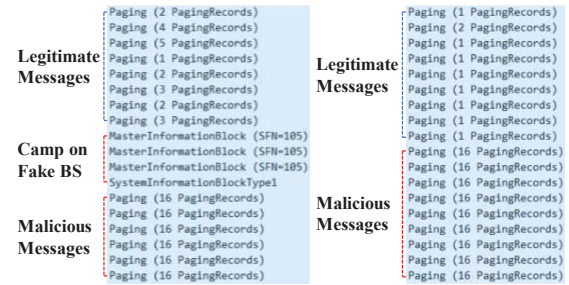 Legitimate
Messages
Paging (2 PagingRecords)
Paging (4 PagingRecords)
Paging (5 PagingRecords)
Paging (1 PagingRecords)
Paging (2 PagingRecords)
Paging (3 PagingRecords)
Paging (2 PagingRecords)
Paging (3 PagingRecords)
Camp on
Fake BS
MasterInformationBlock (SFN=105)
MasterInformationBlock (SFN=105)
MasterInformationBlock (SFN=105)
SystemInformationBlockType1
Malicious
Messages
Paging (16 PagingRecords)
Paging (16 PagingRecords)
Paging (16 PagingRecords)
Paging (16 PagingRecords)
Paging (16 PagingRecords)
Paging (16 PagingRecords)
Legitimate
Messages
Paging (1 PagingRecords)
Paging (2 PagingRecords)
Paging (1 PagingRecords)
Paging (1 PagingRecords)
Paging (1 PagingRecords)
Paging (1 PagingRecords)
Paging (1 PagingRecords)
Paging (1 PagingRecords)
Paging (1 PagingRecords)
Malicious
Messages
Paging (16 PagingRecords)
Paging (16 PagingRecords)
Paging (16 PagingRecords)
Paging (16 PagingRecords)
Paging (16 PagingRecords)
Paging (16 PagingRecords)
Paging (16 PagingRecords)
Paging (16 PagingRecords)
Paging (16 PagingRecords)